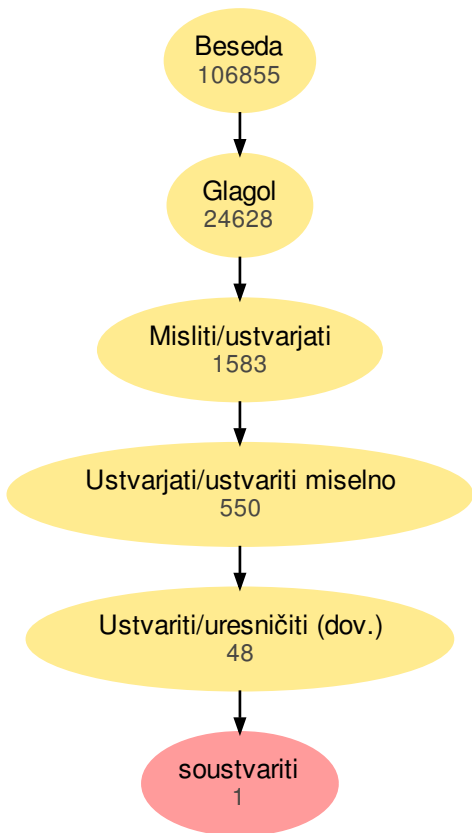 Beseda
106855
Glagol
24628
Misliti/ustvarjati
1583
Ustvarjati/ustvariti miselno
550
Ustvariti/uresničiti (dov.)
48
soustvariti
1